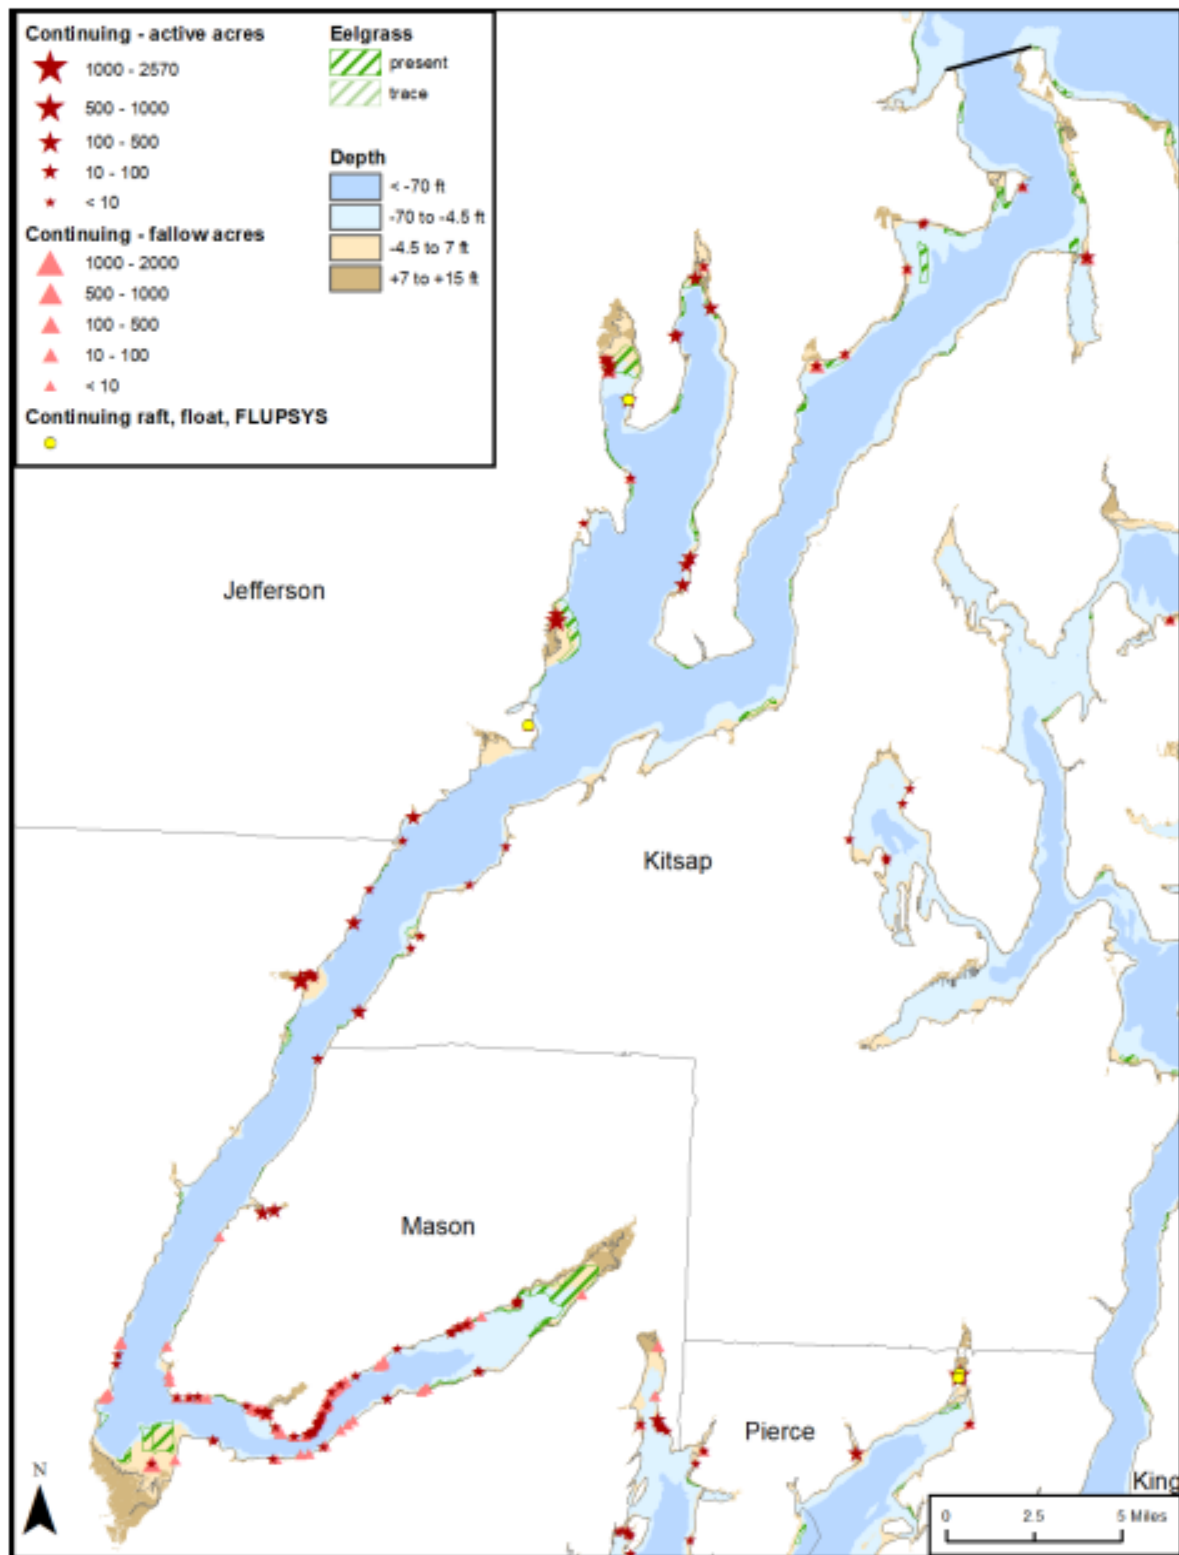 Continuing - active acres
1000 - 2570
500 - 1000
100 - 500
10 - 100
< 10
Continuing - fallow acres
1000 - 2000
500 - 1000
100 - 500
10 - 100
< 10
Continuing raft, float, FLUPSYS
Eelgrass
present
trace
Depth
< -70 ft
-70 to -4.5 ft
-4.5 to 7 ft
+7 to +15 ft
Jefferson
Kitsap
Mason
Pierce
King
N
0 2.5 5 Miles